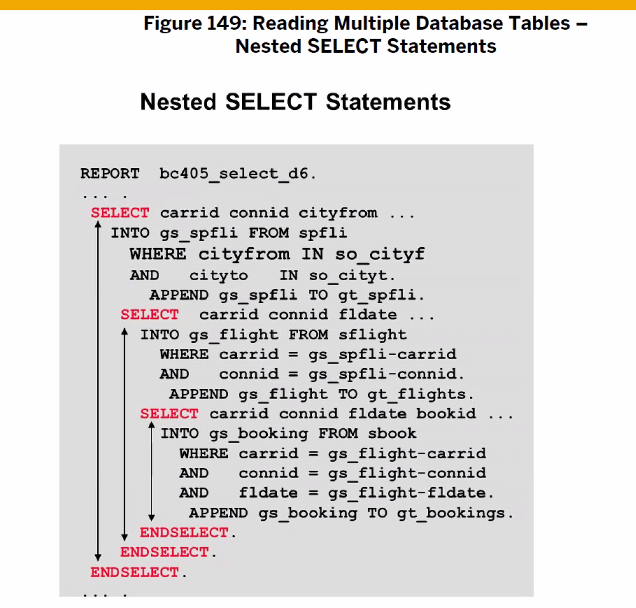 Figure 149: Reading Multiple Database Tables –
Nested SELECT Statements
Nested SELECT Statements
REPORT bc405_select_d6.
... .
SELECT carrid connid cityfrom ...
INTO gs_spfli FROM spfli
WHERE cityfrom IN so_cityf
AND cityto IN so_cityt.
APPEND gs_spfli TO gt_spfli.
SELECT carrid connid fldate ...
INTO gs_flight FROM sflight
WHERE carrid = gs_spfli-carrid
AND connid = gs_spfli-connid.
APPEND gs_flight TO gt_flights.
SELECT carrid connid fldate bookid ...
INTO gs_booking FROM sbook
WHERE carrid = gs_flight-carrid
AND connid = gs_flight-connid
AND fldate = gs_flight-fldate.
APPEND gs_booking TO gt_bookings.
ENDSELECT.
ENDSELECT.
ENDSELECT.
... .